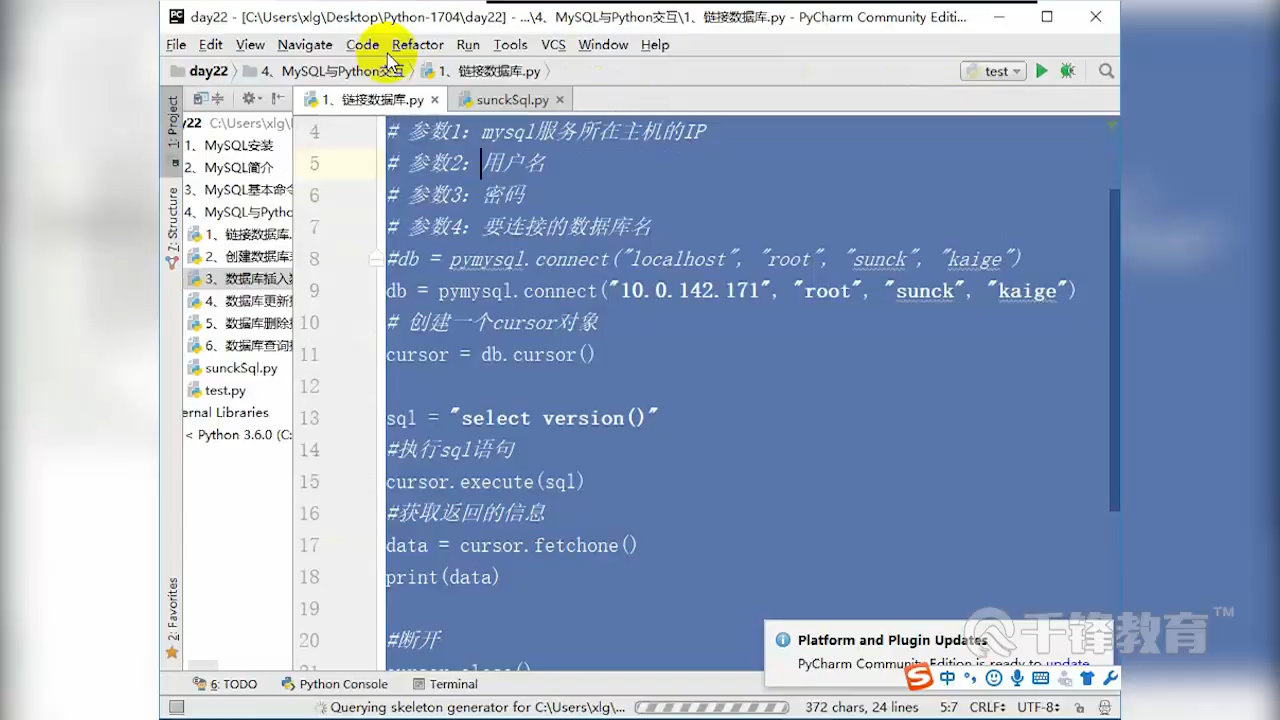 day22 - [C:\Users\xlg\Desktop\Python-1704\day22] - ...\4、MySQL与Python交互\1、链接数据库.py - PyCharm Community Editi...
File Edit View Navigate Code Refactor Run Tools VCS Window Help
day22 4、MySQL与Python交互 1、链接数据库.py test
1、链接数据库.py sunckSql.py
1: Project
7: Structure
2: Favorites
y22 C:\Users\xlg\
1、MySQL安装
2、MySQL简介
3、MySQL基本命令
4、MySQL与Pytho
1、链接数据库.
2、创建数据库
3、数据库插入
4、数据库更新
5、数据库删除
6、数据库查询
sunckSql.py
test.py
ernal Libraries
< Python 3.6.0 (C:
4 # 参数1：mysql服务所在主机的IP
5 # 参数2：用户名
6 # 参数3：密码
7 # 参数4：要连接的数据库名
8 #db = pymysql.connect("localhost", "root", "sunck", "kaige")
9 db = pymysql.connect("10.0.142.171", "root", "sunck", "kaige")
10 # 创建一个cursor对象
11 cursor = db.cursor()
12
13 sql = "select version()"
14 #执行sql语句
15 cursor.execute(sql)
16 #获取返回的信息
17 data = cursor.fetchone()
18 print(data)
19
20 #断开
cursor.close()
Platform and Plugin Updates
PyCharm Community Edition is ready to update.
千锋教育™
中
6: TODO Python Console Terminal
Querying skeleton generator for C:\Users\xlg\... 372 chars, 24 lines 5:7 CRLF UTF-8